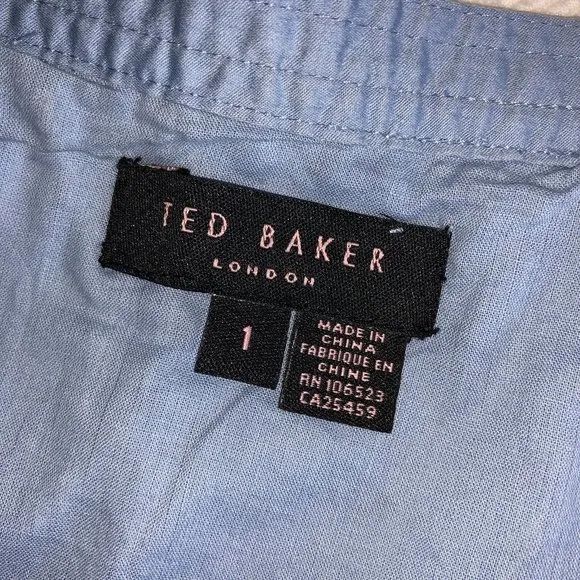 TED BAKER
LONDON
1
MADE IN
CHINA
FABRIQUE EN
CHINE
RN 106523
CA25459